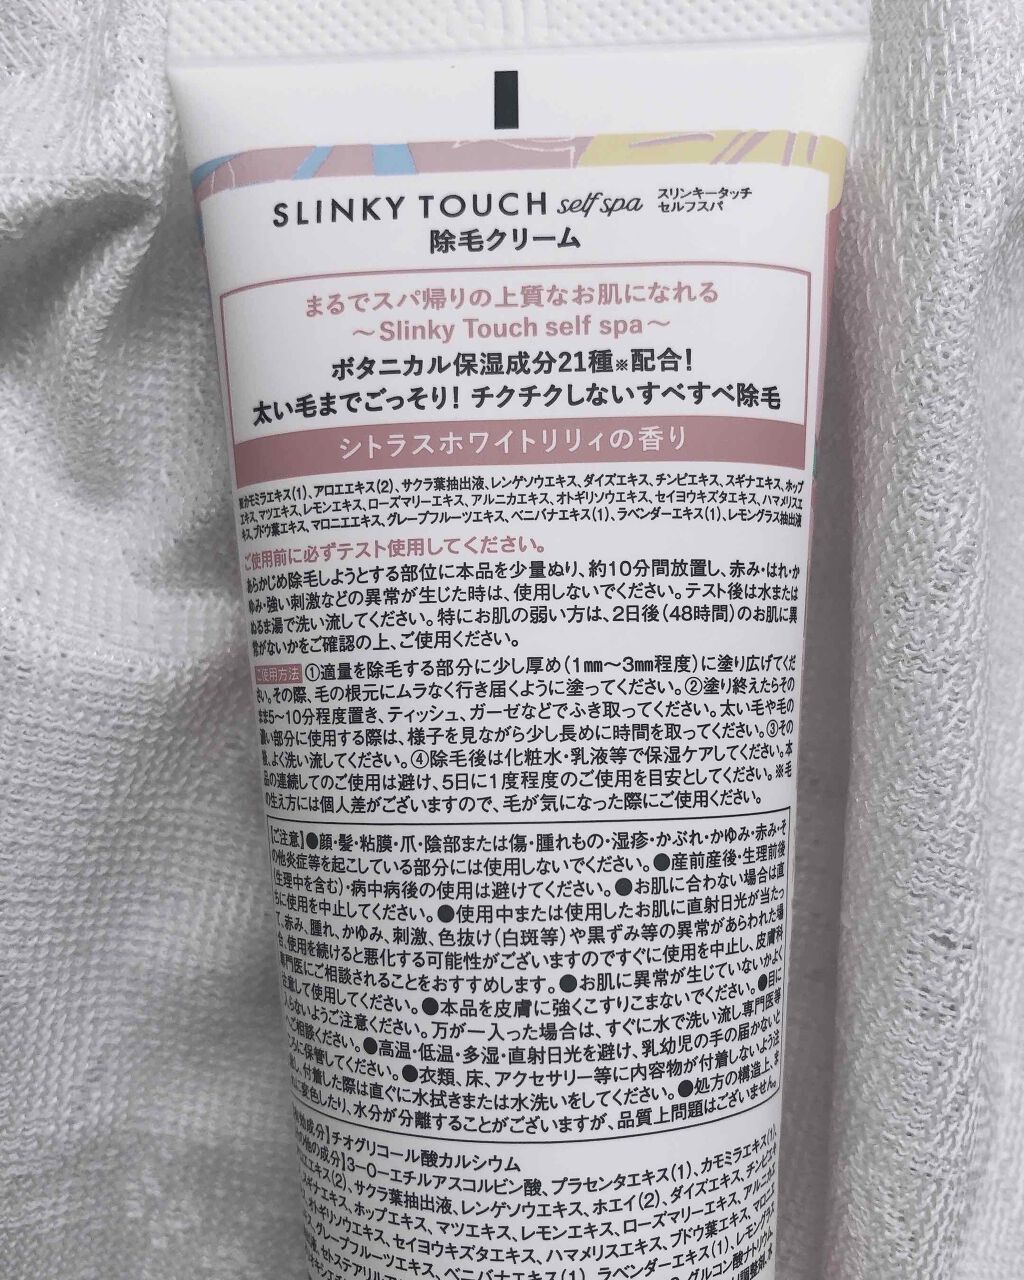 SLINKY TOUCH self spa スリンキータッチ
セルフスパ
除毛クリーム
まるでスパ帰りの上質なお肌になれる
～Slinky Touch self spa～
ボタニカル保湿成分21種※配合!
太い毛までごっそり! チクチクしないすべすべ除毛
シトラスホワイトリリィの香り
カモミラエキス(1)、アロエエキス(2)、サクラ葉抽出液、レンゲソウエキス、ダイズエキス、チンピエキス、スギナエキス、ホップ
エキス、マツエキス、レモンエキス、ローズマリーエキス、アルニカエキス、オトギリソウエキス、セイヨウキズタエキス、ハマメリスエ
キス、ブドウ葉エキス、マロニエエキス、グレープフルーツエキス、ベニバナエキス(1)、ラベンダーエキス(1)、レモングラス抽出液
ご使用前に必ずテスト使用してください。
あらかじめ除毛しようとする部位に本品を少量ぬり、約10分間放置し、赤み・はれ・か
ゆみ・強い刺激などの異常が生じた時は、使用しないでください。テスト後は水または
ぬるま湯で洗い流してください。特にお肌の弱い方は、2日後(48時間)のお肌に異
常がないかをご確認の上、ご使用ください。
ご使用方法 ①適量を除毛する部分に少し厚め(1㎜～3㎜程度)に塗り広げてくだ
さい。その際、毛の根元にムラなく行き届くように塗ってください。②塗り終えたらその
まま5～10分程度置き、ティッシュ、ガーゼなどでふき取ってください。太い毛や毛の
濃い部分に使用する際は、様子を見ながら少し長めに時間を取ってください。③その
後、よく洗い流してください。④除毛後は化粧水・乳液等で保湿ケアしてください。本
品の連続してのご使用は避け、5日に1度程度のご使用を目安としてください。※毛
の生え方には個人差がございますので、毛が気になった際にご使用ください。
【ご注意】●顔・髪・粘膜・爪・陰部または傷・腫れもの・湿疹・かぶれ・かゆみ・赤み・そ
の他炎症等を起こしている部分には使用しないでください。●産前産後・生理前後
(生理中を含む)・病中病後の使用は避けてください。●お肌に合わない場合は直
ちに使用を中止してください。●使用中または使用したお肌に直射日光が当たっ
て、赤み、腫れ、かゆみ、刺激、色抜け(白斑等)や黒ずみ等の異常があらわれた場
合、使用を続けると悪化する可能性がございますのですぐに使用を中止し、皮膚科
専門医にご相談されることをおすすめします。●お肌に異常が生じていないかよく
注意して使用してください。●本品を皮膚に強くこすりこまないでください。●目に
入らないようご注意ください。万が一入った場合は、すぐに水で洗い流し専門医等
へご相談ください。●高温・低温・多湿・直射日光を避け、乳幼児の手の届かないと
ころに保管してください。●衣類、床、アクセサリー等に内容物が付着しないよう注
意し、付着した際は直ぐに水拭きまたは水洗いをしてください。●処方の構造上、ま
れに変色したり、水分が分離することがございますが、品質上問題はございません。
成分】チオグリコール酸カルシウム
の他の成分】3-O-エチルアスコルビン酸、プラセンタエキス(1)、カモミラエキス(1)、
エキス(2)、サクラ葉抽出液、レンゲソウエキス、ホエイ(2)、ダイズエキス、チンピエキ
スギナエキス、ホップエキス、マツエキス、レモンエキス、ローズマリーエキス、アルニカエ
オトギリソウエキス、セイヨウキズタエキス、ハマメリスエキス、ブドウ葉エキス、マロニエ
グレープフルーツエキス、ベニバナエキス(1)、ラベンダーエキス(1)、レモングラス
セトステアリル グルコン酸ナトリウム